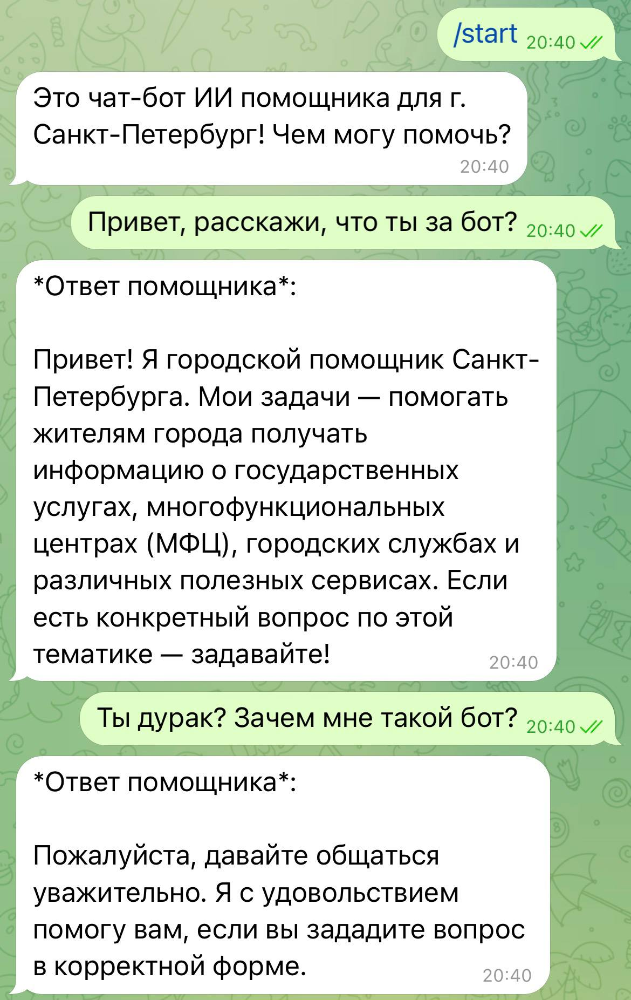 /start 20:40
Это чат-бот ИИ помощника для г.
Санкт-Петербург! Чем могу помочь?
20:40
Привет, расскажи, что ты за бот? 20:40
*Ответ помощника*:
Привет! Я городской помощник Санкт-
Петербурга. Мои задачи — помогать
жителям города получать
информацию о государственных
услугах, многофункциональных
центрах (МФЦ), городских службах и
различных полезных сервисах. Если
есть конкретный вопрос по этой
тематике — задавайте!
20:40
Ты дурак? Зачем мне такой бот? 20:40
*Ответ помощника*:
Пожалуйста, давайте общаться
уважительно. Я с удовольствием
помогу вам, если вы зададите вопрос
в корректной форме.
20:40